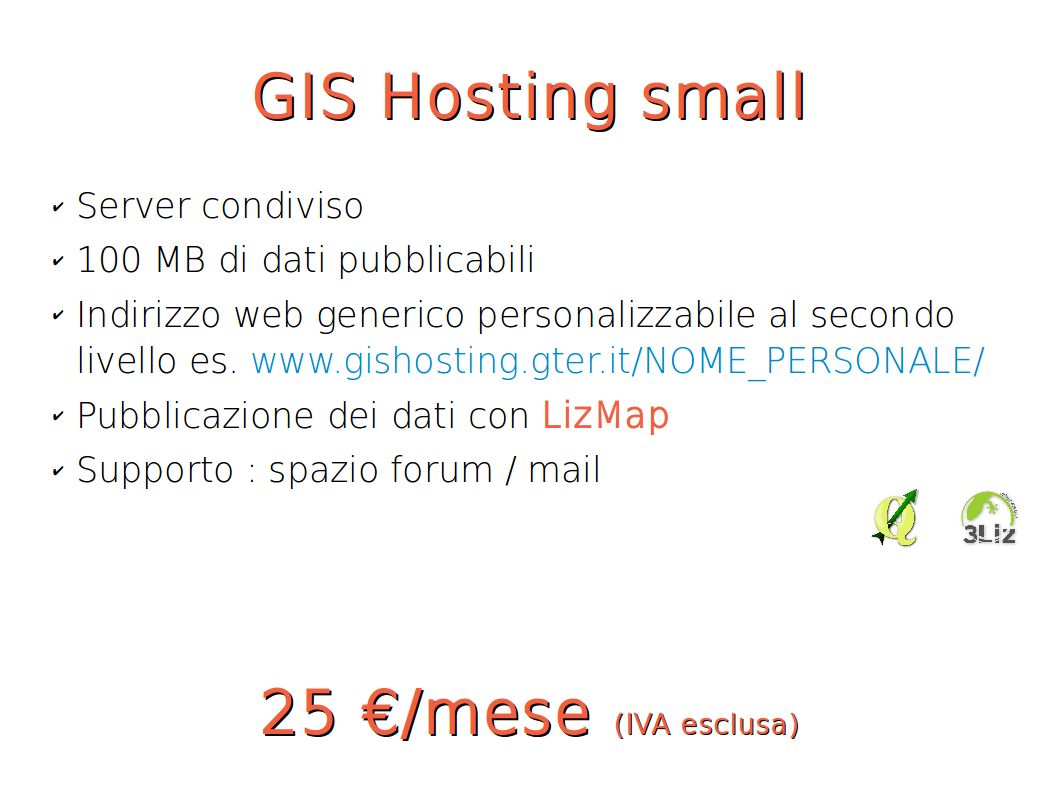 GIS Hosting small
✔ Server condiviso
✔ 100 MB di dati pubblicabili
✔ Indirizzo web generico personalizzabile al secondo
livello es. www.gishosting.gter.it/NOME_PERSONALE/
✔ Pubblicazione dei dati con LizMap
✔ Supporto : spazio forum / mail
3Liz
25 €/mese (IVA esclusa)